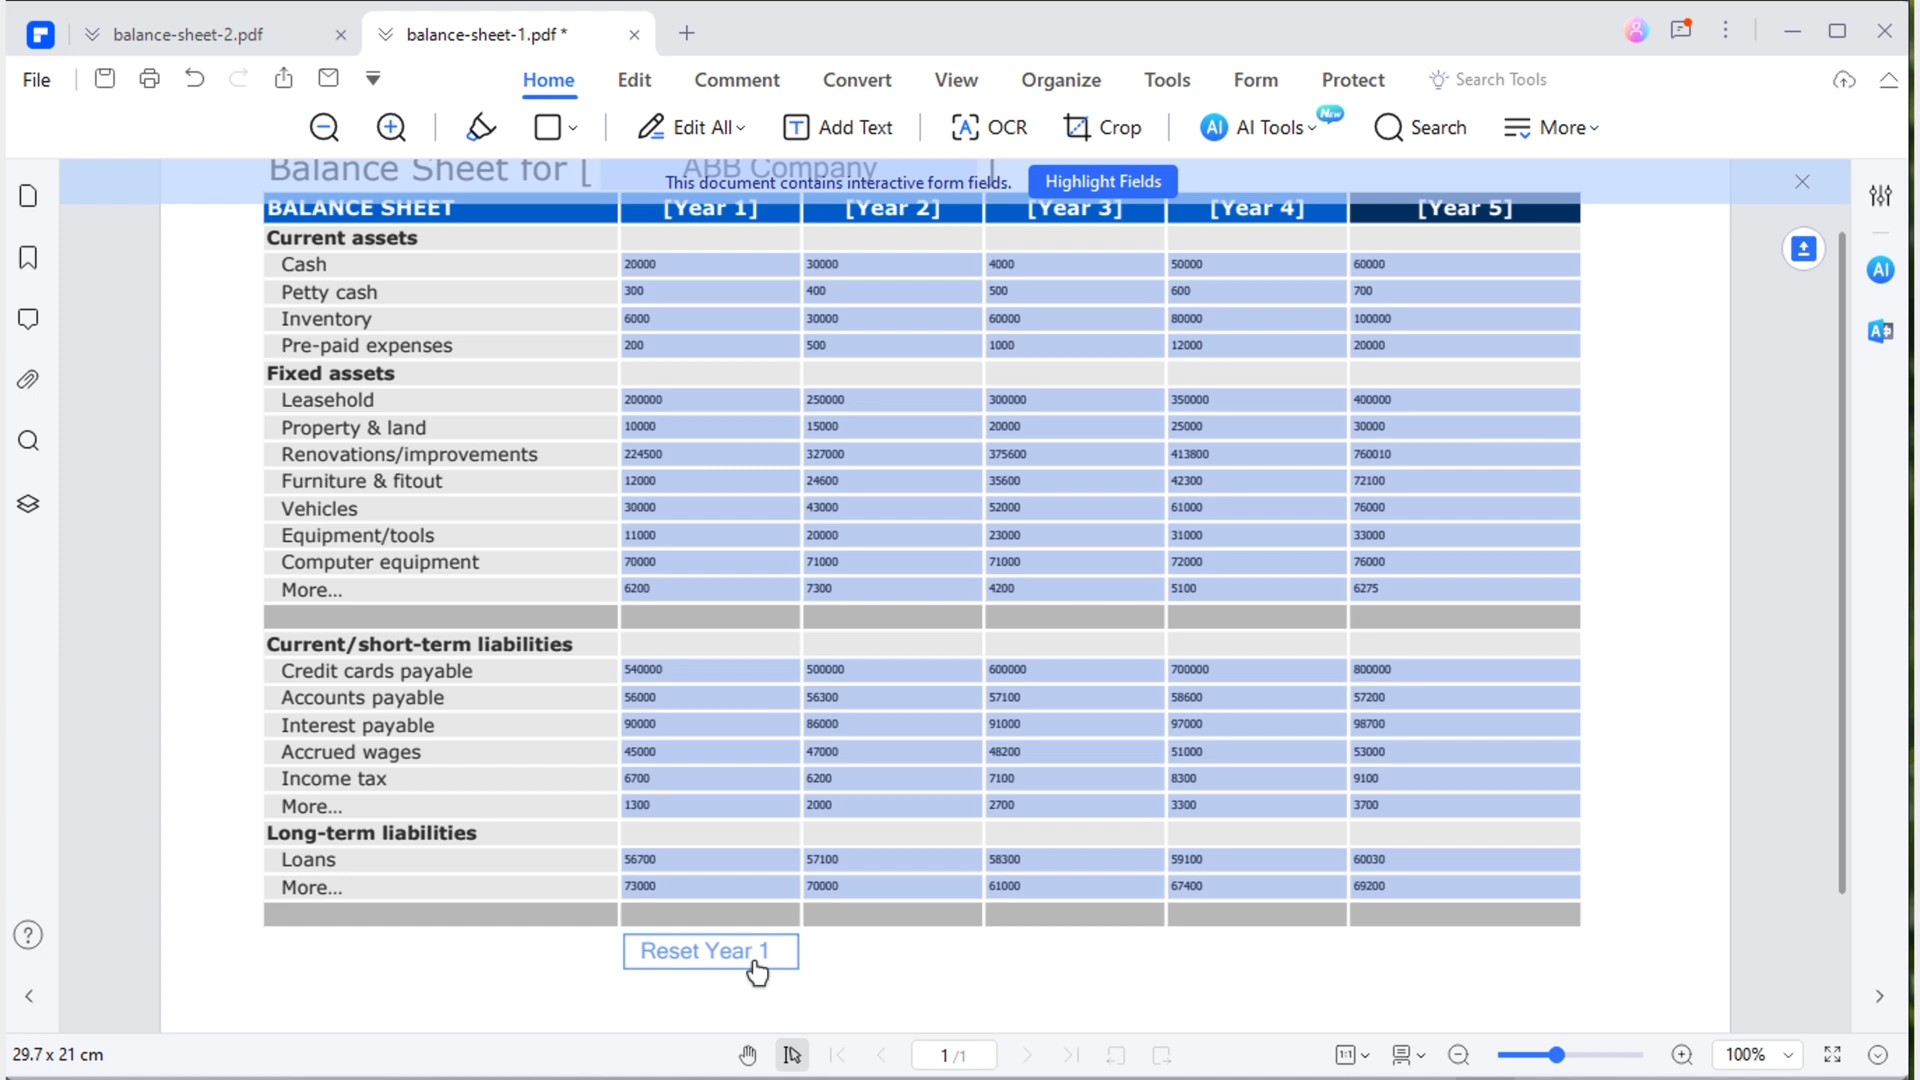 balance-sheet-2.pdf
balance-sheet-1.pdf *
File Home Edit Comment Convert View Organize Tools Form Protect Search Tools
Edit All Add Text OCR Crop AI AI Tools New Search More
Balance Sheet for [ ABB Company ]
This document contains interactive form fields. Highlight Fields
BALANCE SHEET [Year 1] [Year 2] [Year 3] [Year 4] [Year 5]
Current assets
Cash 20000 30000 4000 50000 60000
Petty cash 300 400 500 600 700
Inventory 6000 30000 60000 80000 100000
Pre-paid expenses 200 500 1000 12000 20000
Fixed assets
Leasehold 200000 250000 300000 350000 400000
Property & land 10000 15000 20000 25000 30000
Renovations/improvements 224500 327000 375600 413800 760010
Furniture & fitout 12000 24600 35600 42300 72100
Vehicles 30000 43000 52000 61000 76000
Equipment/tools 11000 20000 23000 31000 33000
Computer equipment 70000 71000 71000 72000 76000
More... 6200 7300 4200 5100 6275
Current/short-term liabilities
Credit cards payable 540000 500000 600000 700000 800000
Accounts payable 56000 56300 57100 58600 57200
Interest payable 90000 86000 91000 97000 98700
Accrued wages 45000 47000 48200 51000 53000
Income tax 6700 6200 7100 8300 9100
More... 1300 2000 2700 3300 3700
Long-term liabilities
Loans 56700 57100 58300 59100 60030
More... 73000 70000 61000 67400 69200
Reset Year 1
AI
29.7 x 21 cm 1 /1 1:1 100%